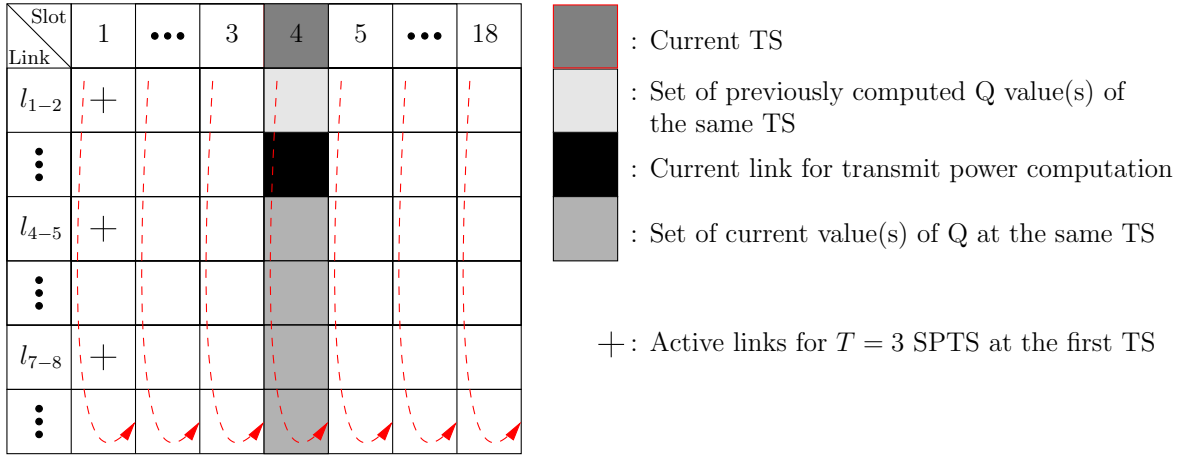 Slot
Link
1 ••• 3 4 5 ••• 18
: Current TS
l₁₋₂ +
: Set of previously computed Q value(s) of
the same TS
: Current link for transmit power computation
l₄₋₅ +
: Set of current value(s) of Q at the same TS
l₇₋₈ +
+ : Active links for T = 3 SPTS at the first TS